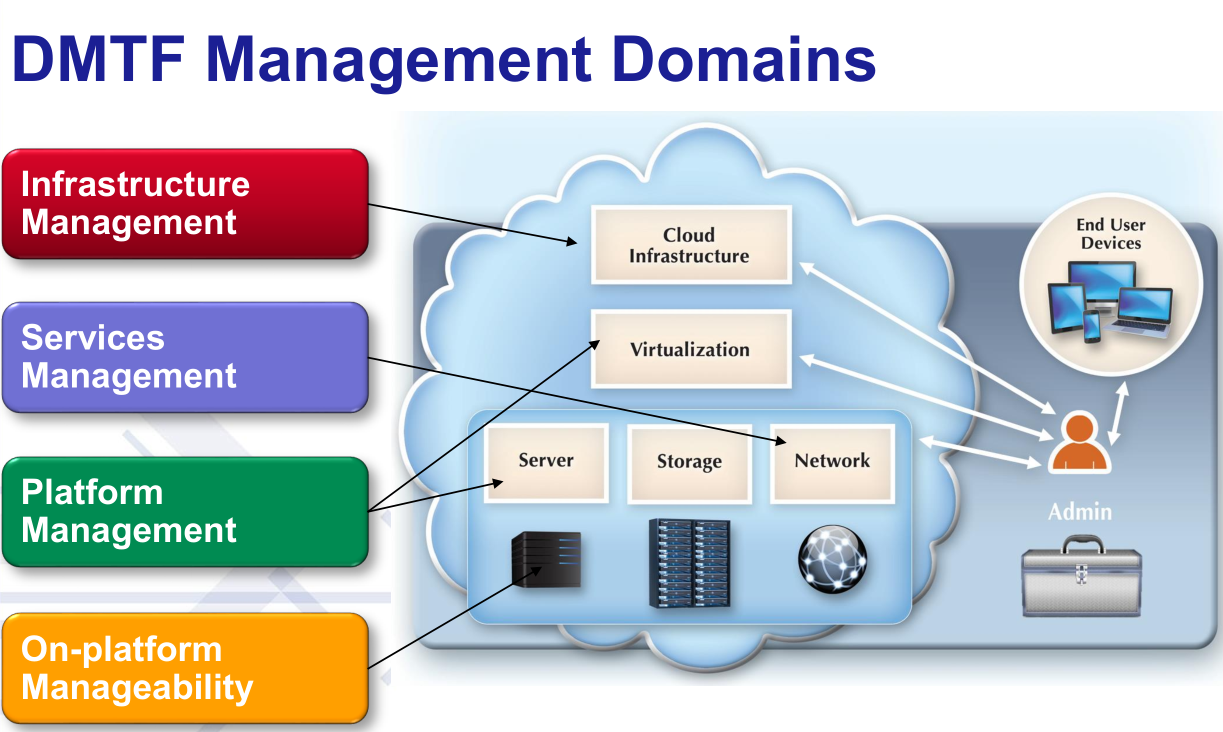 DMTF Management Domains
Infrastructure
Management
Services
Management
Platform
Management
On-platform
Manageability
Cloud
Infrastructure
Virtualization
Server
Storage
Network
End User
Devices
Admin